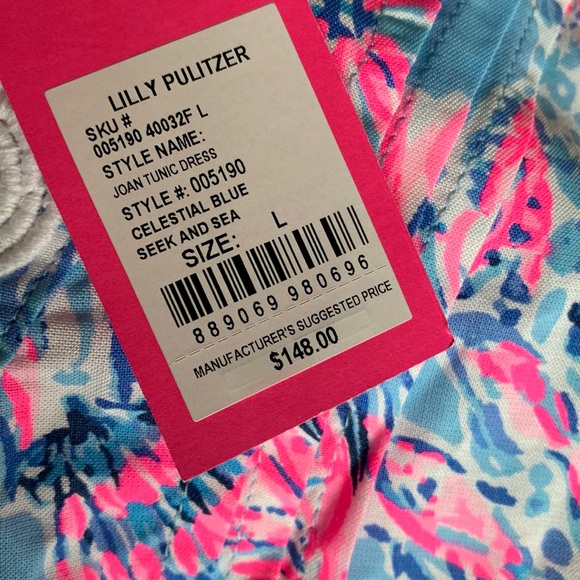 LILLY PULITZER
SKU #
005190 40032F L
STYLE NAME:
JOAN TUNIC DRESS
STYLE #: 005190
CELESTIAL BLUE
SEEK AND SEA
SIZE: L
889069 980696
MANUFACTURER'S SUGGESTED PRICE
$148.00